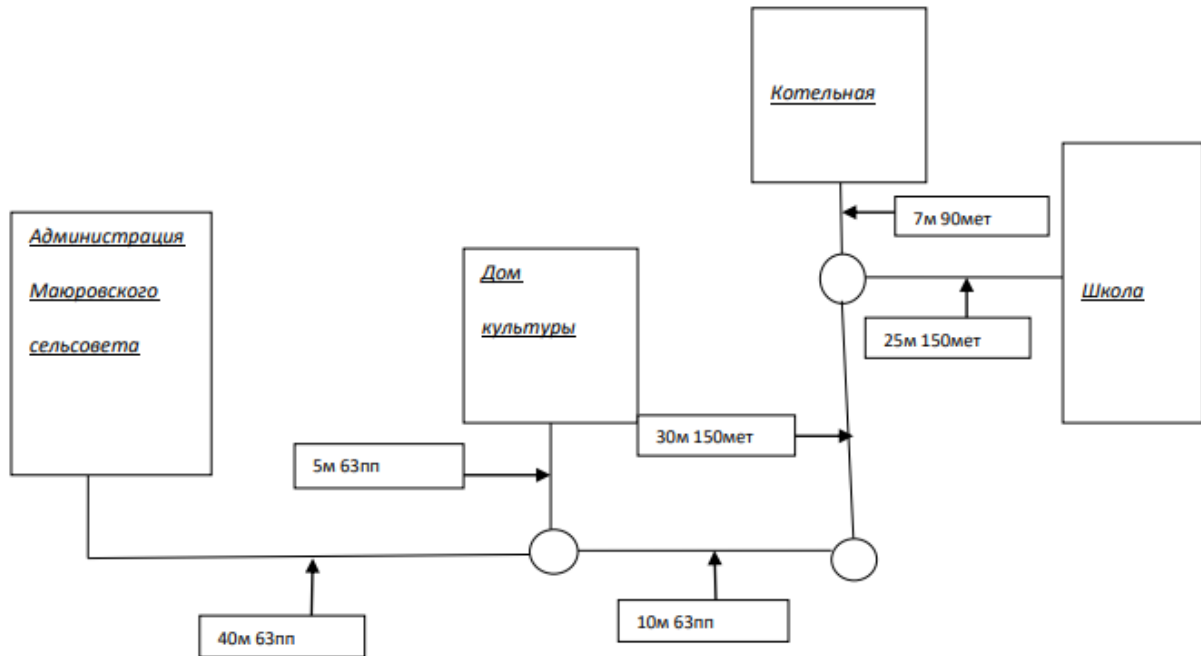 Котельная
7м 90мет
Администрация
Маюровского
сельсовета
Дом
культуры
Школа
25м 150мет
30м 150мет
5м 63пп
40м 63пп
10м 63пп